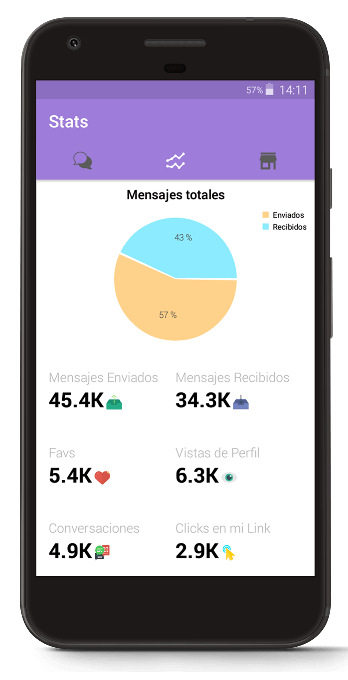 57% 14:11
Stats
Mensajes totales
Enviados
Recibidos
43 %
57 %
Mensajes Enviados Mensajes Recibidos
45.4K 34.3K
Favs Vistas de Perfil
5.4K 6.3K
Conversaciones Clicks en mi Link
4.9K 2.9K